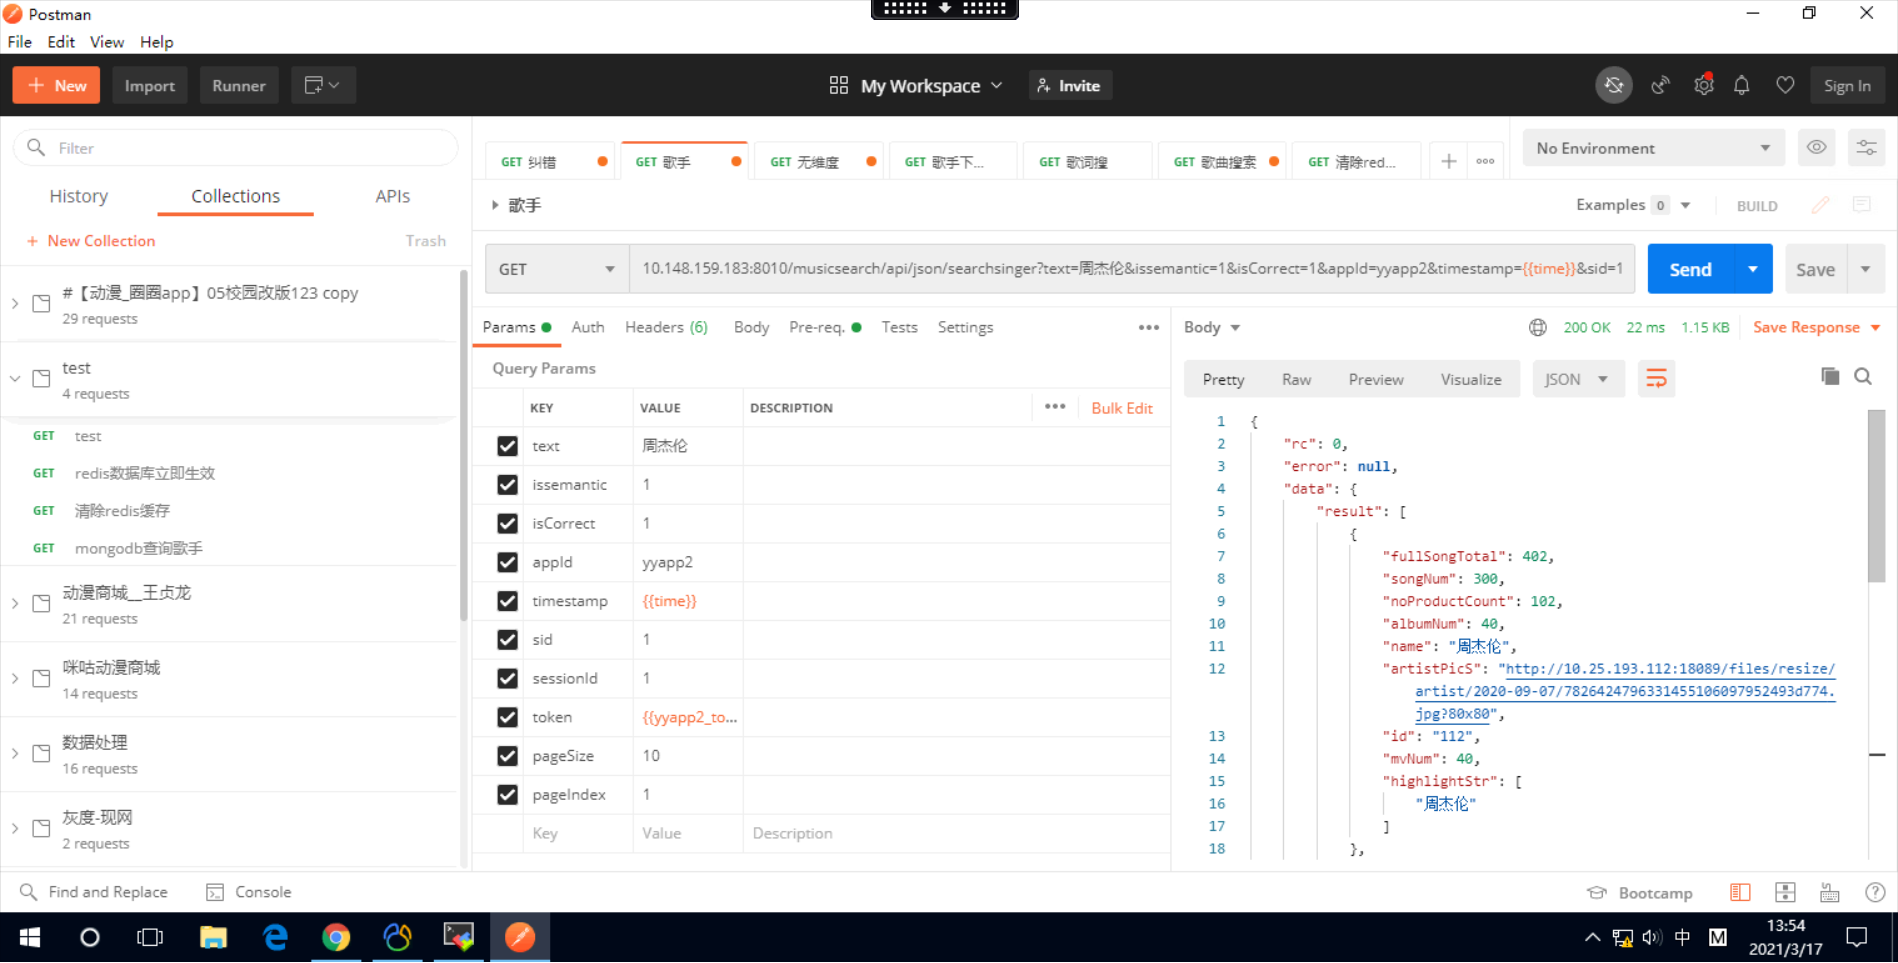 Postman
File Edit View Help
New Import Runner My Workspace Invite Sign In
Filter
History Collections APIs
+ New Collection Trash
#【动漫_圈圈app】05校园改版123 copy
29 requests
test
4 requests
GET test
GET redis数据库立即生效
GET 清除redis缓存
GET mongodb查询歌手
动漫商城__王贞龙
21 requests
咪咕动漫商城
14 requests
数据处理
16 requests
灰度-现网
2 requests
GET 纠错 GET 歌手 GET 无维度 GET 歌手下... GET 歌词搜 GET 歌曲搜索 GET 清除red... + ...
No Environment
歌手
Examples 0 BUILD
GET 10.148.159.183:8010/musicsearch/api/json/searchsinger?text=周杰伦&issemantic=1&isCorrect=1&appId=yyapp2&timestamp={{time}}&sid=1 Send Save
Params Auth Headers (6) Body Pre-req. Tests Settings
Query Params
KEY VALUE DESCRIPTION ... Bulk Edit
text 周杰伦
issemantic 1
isCorrect 1
appId yyapp2
timestamp {{time}}
sid 1
sessionId 1
token {{yyapp2_to...
pageSize 10
pageIndex 1
Key Value Description
Body 200 OK 22 ms 1.15 KB Save Response
Pretty Raw Preview Visualize JSON
1 {
2 "rc": 0,
3 "error": null,
4 "data": {
5 "result": [
6 {
7 "fullSongTotal": 402,
8 "songNum": 300,
9 "noProductCount": 102,
10 "albumNum": 40,
11 "name": "周杰伦",
12 "artistPicS": "http://10.25.193.112:18089/files/resize/
artist/2020-09-07/78264247963314551060979524​93d774.
jpg?80x80",
13 "id": "112",
14 "mvNum": 40,
15 "highlightStr": [
16 "周杰伦"
17 ]
18 },
Find and Replace Console Bootcamp
中 M 13:54
2021/3/17